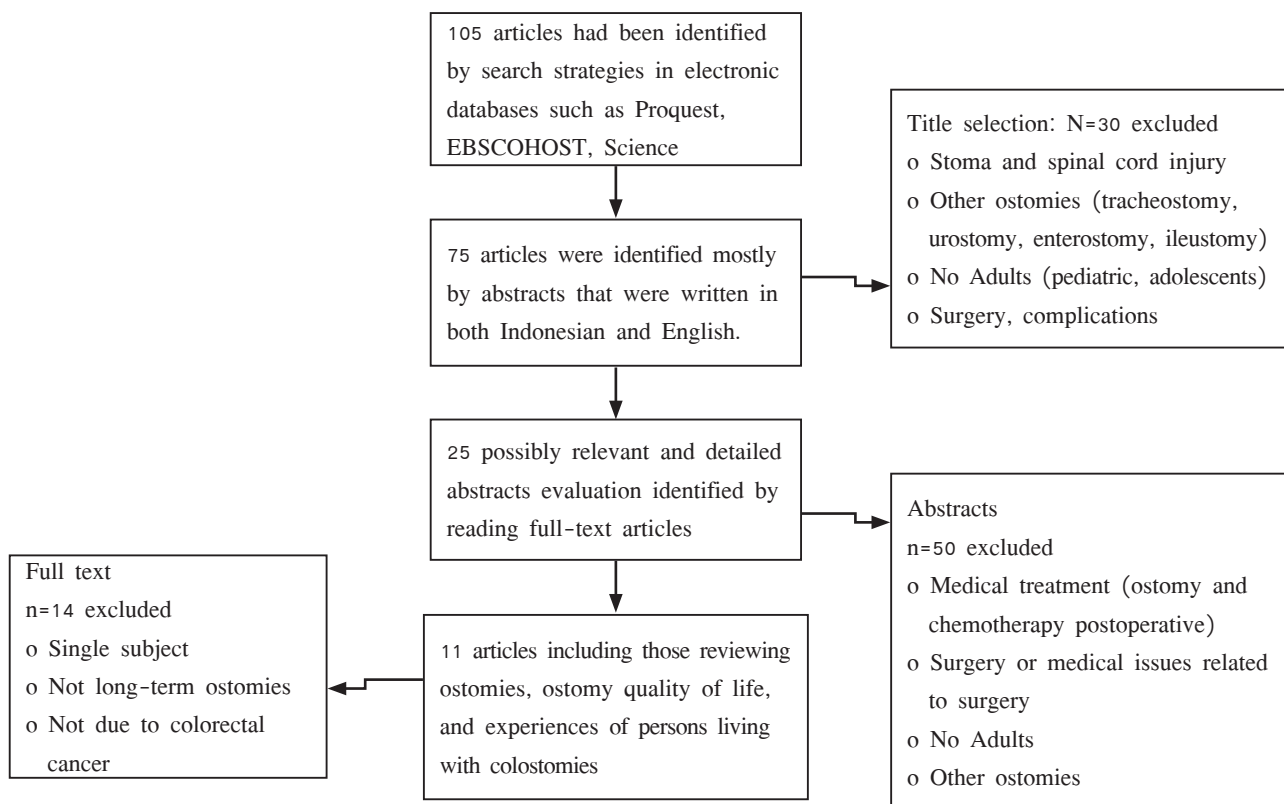 105 articles had been identified
by search strategies in electronic
databases such as Proquest,
EBSCOHOST, Science
Title selection: N=30 excluded
o Stoma and spinal cord injury
o Other ostomies (tracheostomy,
urostomy, enterostomy, ileustomy)
o No Adults (pediatric, adolescents)
o Surgery, complications
75 articles were identified mostly
by abstracts that were written in
both Indonesian and English.
25 possibly relevant and detailed
abstracts evaluation identified by
reading full-text articles
Abstracts
n=50 excluded
o Medical treatment (ostomy and
chemotherapy postoperative)
o Surgery or medical issues related
to surgery
o No Adults
o Other ostomies
Full text
n=14 excluded
o Single subject
o Not long-term ostomies
o Not due to colorectal
cancer
11 articles including those reviewing
ostomies, ostomy quality of life,
and experiences of persons living
with colostomies